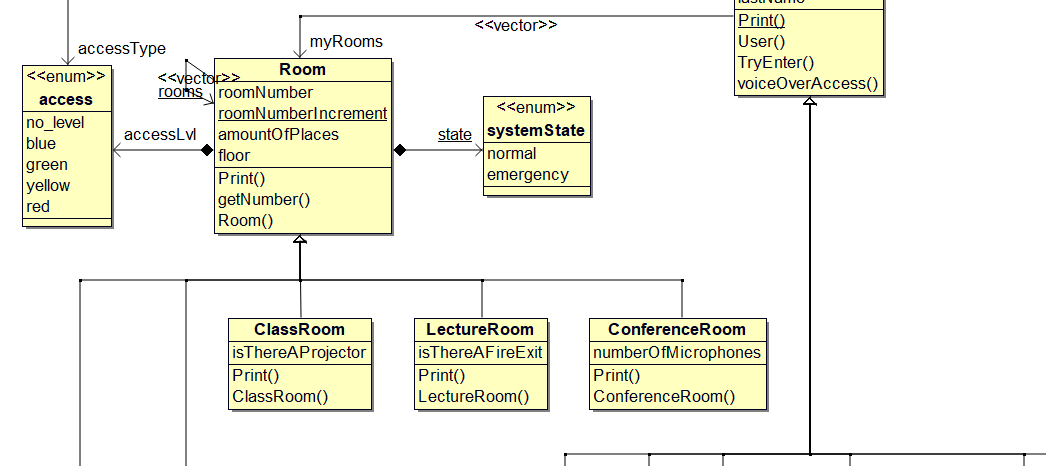 lastName
Print()
User()
TryEnter()
voiceOverAccess()
<<vector>>
myRooms
accessType
<<enum>>
access
no_level
blue
green
yellow
red
accessLvl
<<vector>>
rooms
Room
roomNumber
roomNumberIncrement
amountOfPlaces
floor
Print()
getNumber()
Room()
state
<<enum>>
systemState
normal
emergency
ClassRoom
isThereAProjector
Print()
ClassRoom()
LectureRoom
isThereAFireExit
Print()
LectureRoom()
ConferenceRoom
numberOfMicrophones
Print()
ConferenceRoom()